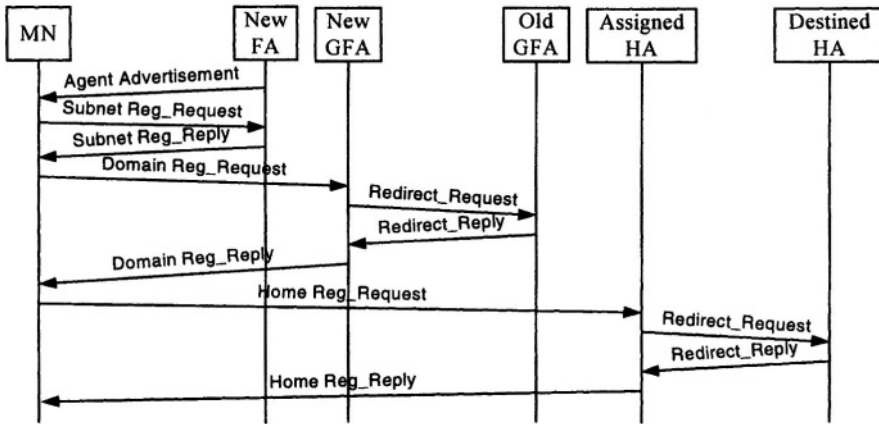 MN
New
FA
New
GFA
Old
GFA
Assigned
HA
Destined
HA
Agent Advertisement
Subnet Reg_Request
Subnet Reg_Reply
Domain Reg_Request
Redirect_Request
Redirect_Reply
Domain Reg_Reply
Home Reg_Request
Redirect_Request
Redirect_Reply
Home Reg_Reply